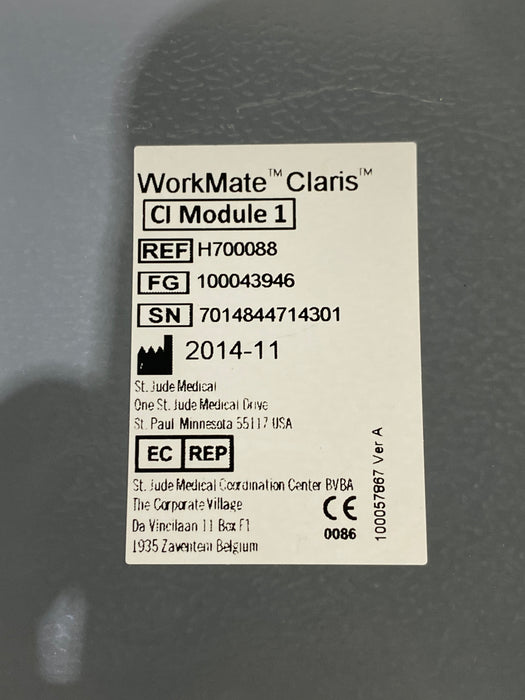 WorkMate™ Claris™
CI Module 1
REF H700088
FG 100043946
SN 7014844714301
2014-11
St. Jude Medical
One St. Jude Medical Drive
St. Paul Minnesota 55117 USA
EC REP
St. Jude Medical Coordination Center BVBA
The Corporate Village
Da Vincilaan 11 Box F1
1935 Zaventem Belgium
CE
0086
100057867 Ver A